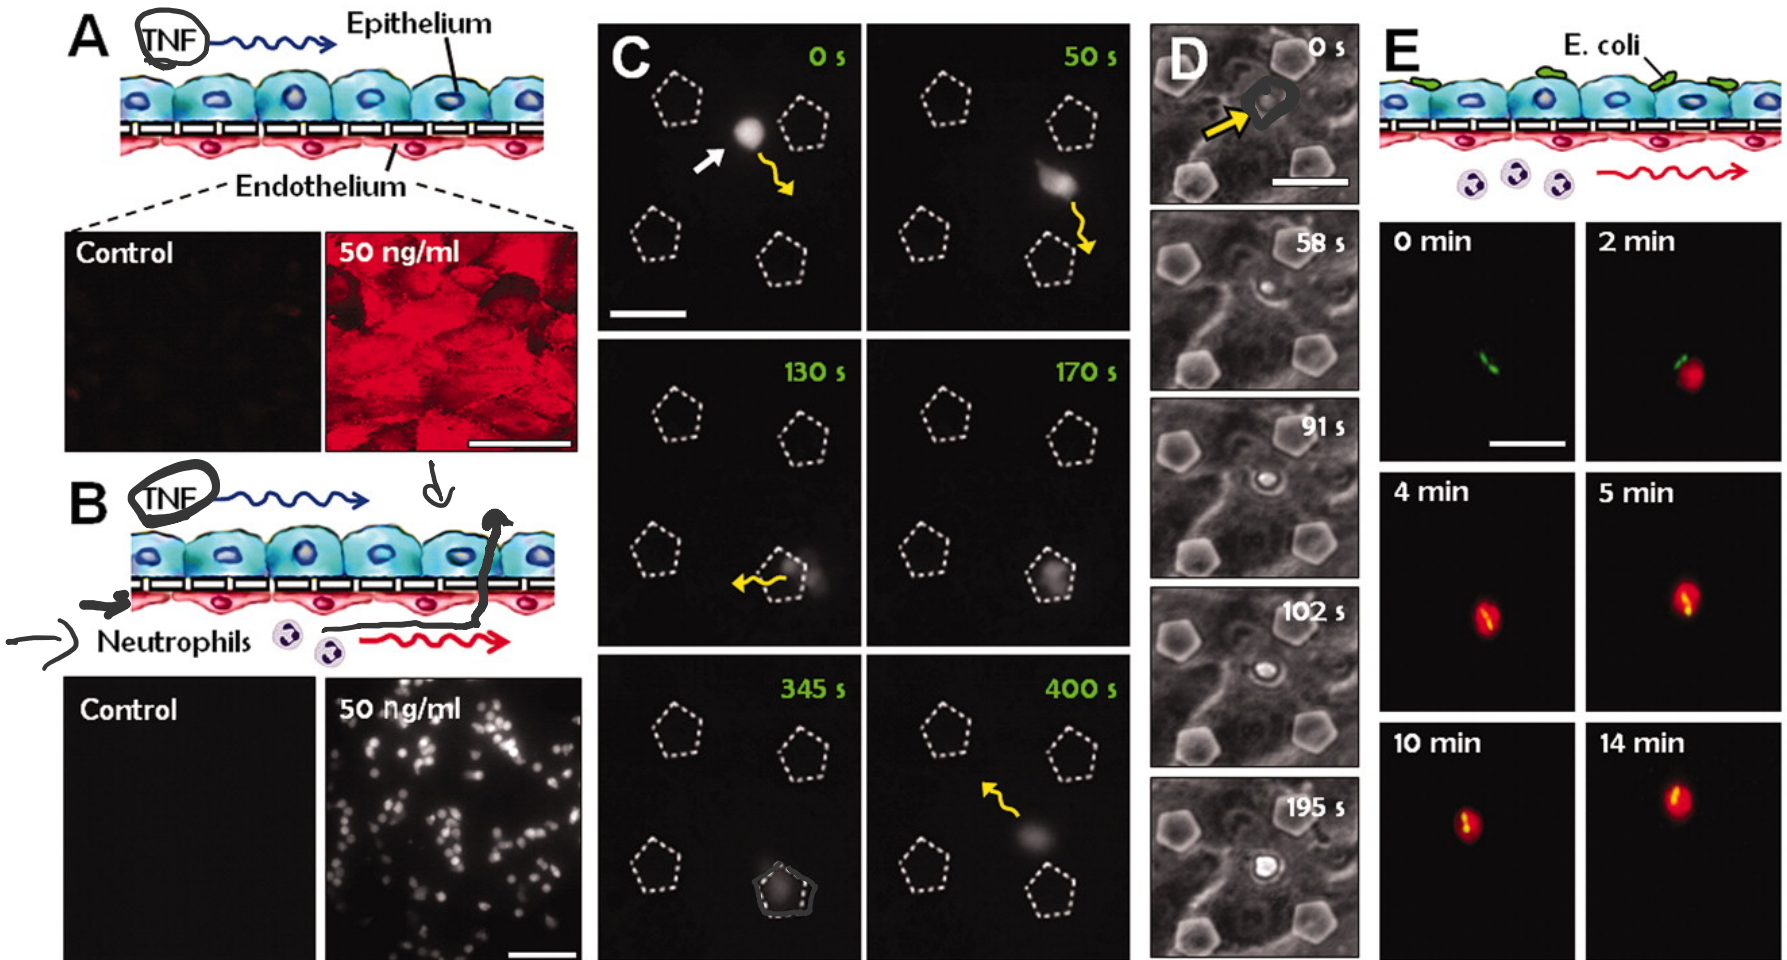 A
TNF
Epithelium
Endothelium
Control
50 ng/ml
B
TNF
Neutrophils
Control
50 ng/ml
C
0 s
50 s
130 s
170 s
345 s
400 s
D
0 s
58 s
91 s
102 s
195 s
E
E. coli
0 min
2 min
4 min
5 min
10 min
14 min